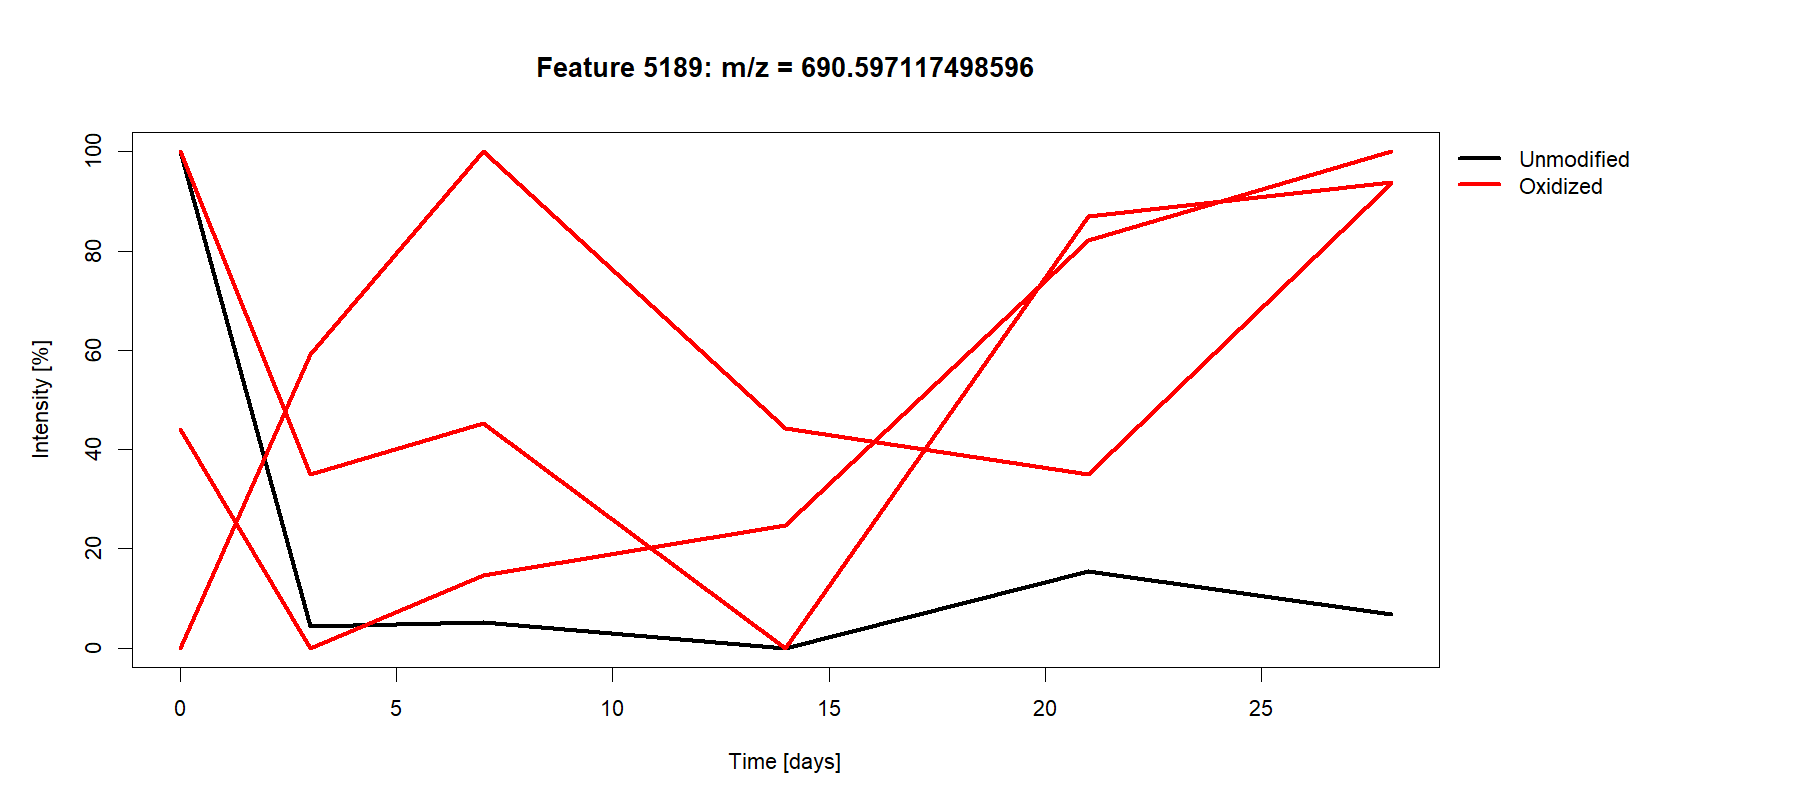 Feature 5189: m/z = 690.597117498596
Unmodified
Oxidized
Intensity [%]
100
80
60
40
20
0
0 5 10 15 20 25
Time [days]